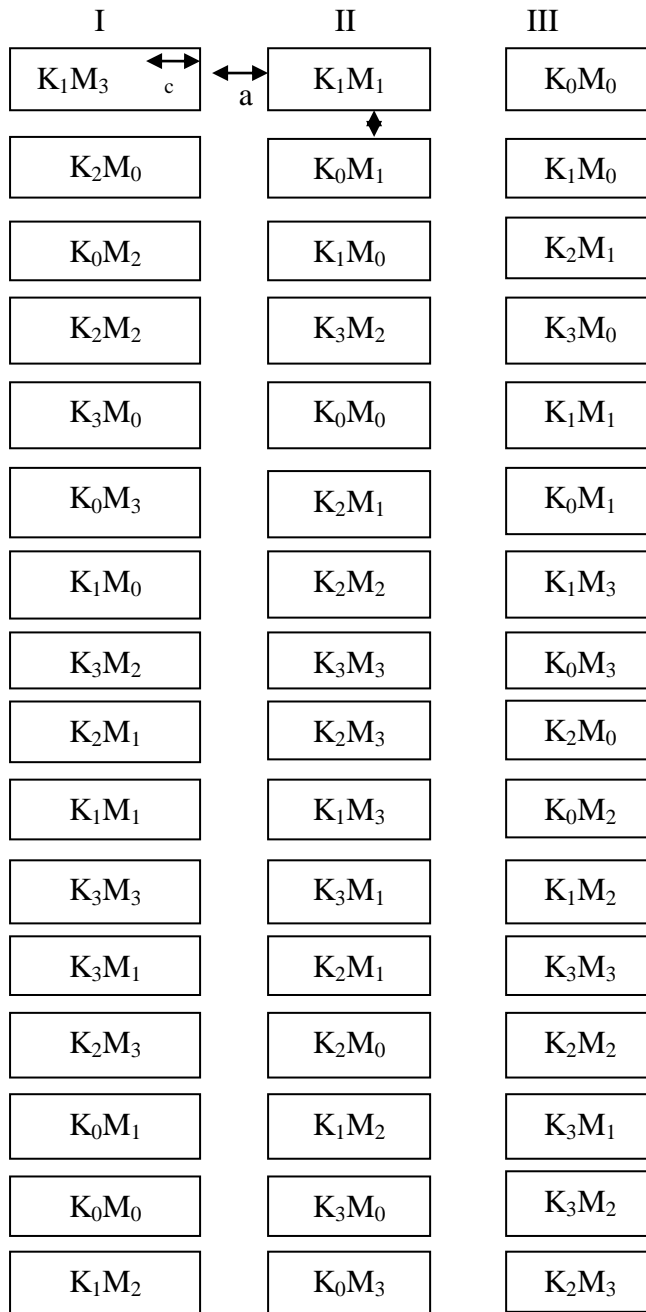 I II III
K₁M₃ c a K₁M₁ K₀M₀
K₂M₀ K₀M₁ K₁M₀
K₀M₂ K₁M₀ K₂M₁
K₂M₂ K₃M₂ K₃M₀
K₃M₀ K₀M₀ K₁M₁
K₀M₃ K₂M₁ K₀M₁
K₁M₀ K₂M₂ K₁M₃
K₃M₂ K₃M₃ K₀M₃
K₂M₁ K₂M₃ K₂M₀
K₁M₁ K₁M₃ K₀M₂
K₃M₃ K₃M₁ K₁M₂
K₃M₁ K₂M₁ K₃M₃
K₂M₃ K₂M₀ K₂M₂
K₀M₁ K₁M₂ K₃M₁
K₀M₀ K₃M₀ K₃M₂
K₁M₂ K₀M₃ K₂M₃